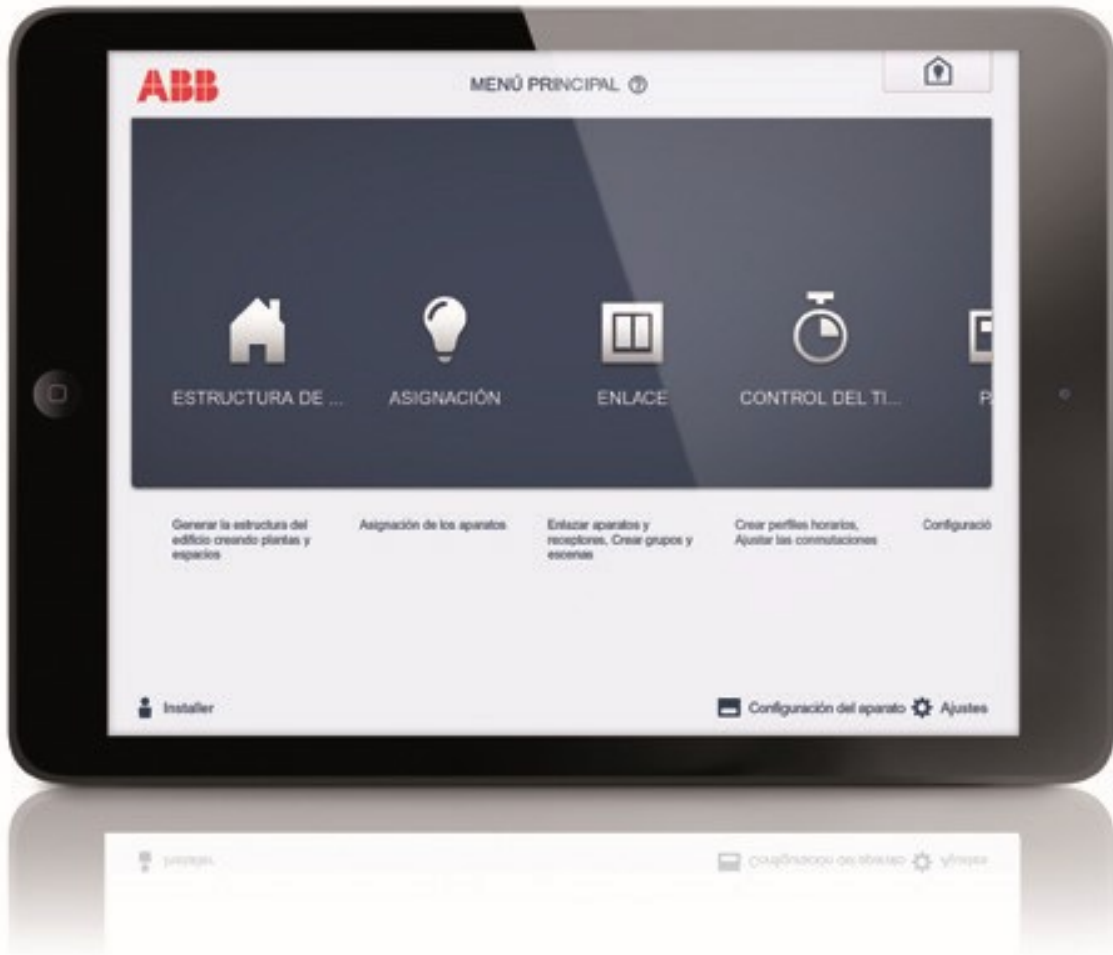 ABB
MENÚ PRINCIPAL
ESTRUCTURA DE ...
ASIGNACIÓN
ENLACE
CONTROL DEL TI...
Generar la estructura del
edificio creando plantas y
espacios
Asignación de los aparatos
Enlazar aparatos y
receptores, Crear grupos y
escenas
Crear perfiles horarios,
Ajustar las conmutaciones
Configuració
Installer
Configuración del aparato
Ajustes